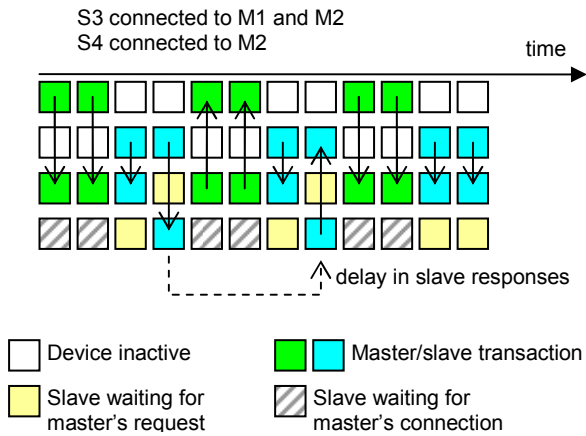 S3 connected to M1 and M2
S4 connected to M2
time
delay in slave responses
Device inactive
Master/slave transaction
Slave waiting for
master's request
Slave waiting for
master's connection